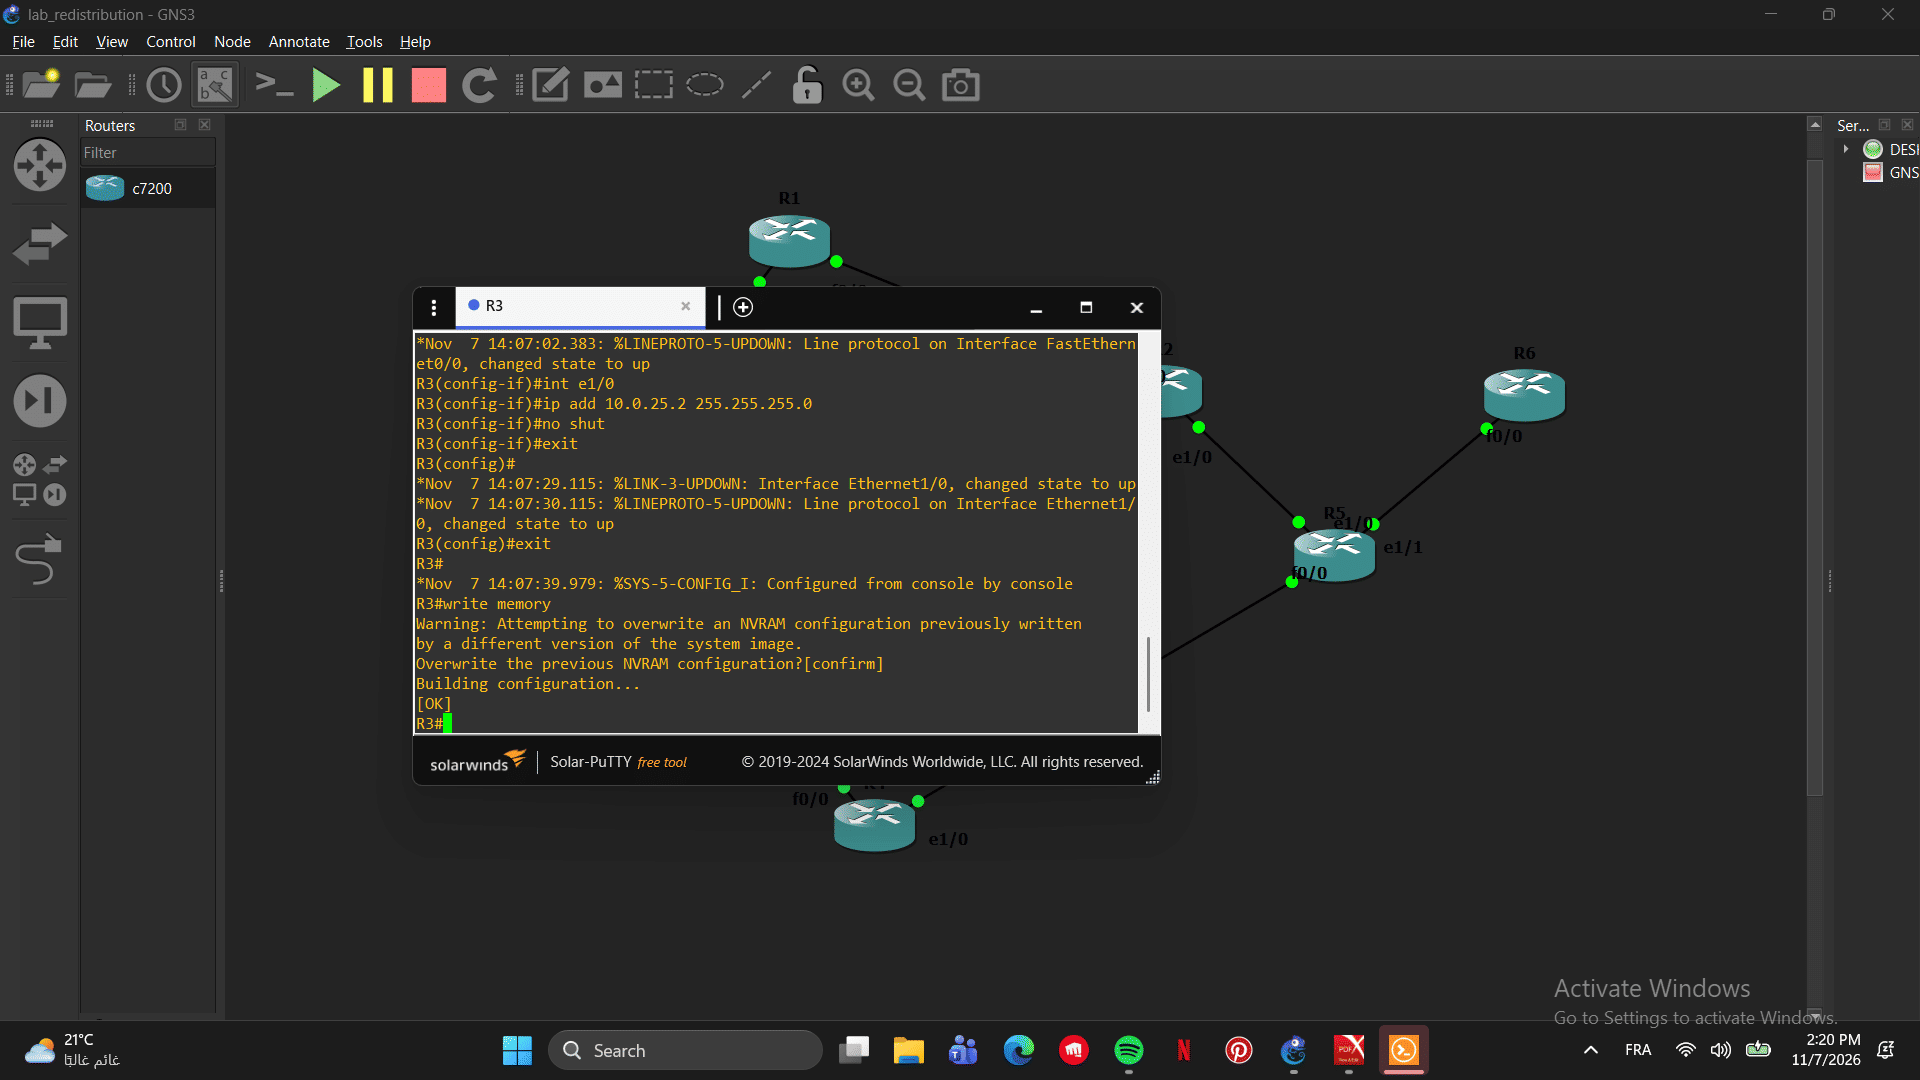 lab_redistribution - GNS3
File Edit View Control Node Annotate Tools Help
Routers
Filter
c7200
Ser...
DESH
GNS
R1
R3
*Nov  7 14:07:02.383: %LINEPROTO-5-UPDOWN: Line protocol on Interface FastEthern
et0/0, changed state to up
R3(config-if)#int e1/0
R3(config-if)#ip add 10.0.25.2 255.255.255.0
R3(config-if)#no shut
R3(config-if)#exit
R3(config)#
*Nov  7 14:07:29.115: %LINK-3-UPDOWN: Interface Ethernet1/0, changed state to up
*Nov  7 14:07:30.115: %LINEPROTO-5-UPDOWN: Line protocol on Interface Ethernet1/
0, changed state to up
R3(config)#exit
R3#
*Nov  7 14:07:39.979: %SYS-5-CONFIG_I: Configured from console by console
R3#write memory
Warning: Attempting to overwrite an NVRAM configuration previously written
by a different version of the system image.
Overwrite the previous NVRAM configuration?[confirm]
Building configuration...
[OK]
R3#
solarwinds Solar-PuTTY free tool © 2019-2024 SolarWinds Worldwide, LLC. All rights reserved.
2
e1/0
R6
f0/0
R5
e1/0
e1/1
f0/0
f0/0
e1/0
Activate Windows
Go to Settings to activate Windows.
21°C
غائم غالبًا
Search
FRA
2:20 PM
11/7/2026